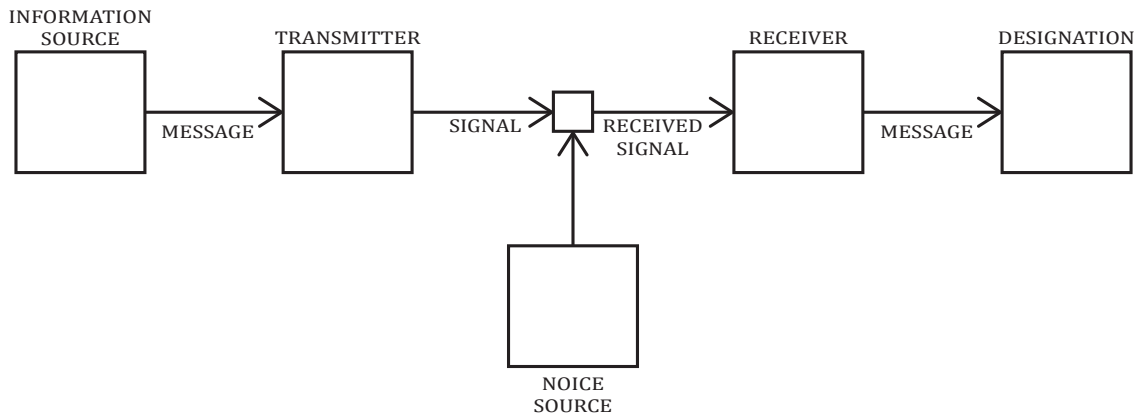 INFORMATION
SOURCE
TRANSMITTER
RECEIVER
DESIGNATION
MESSAGE
SIGNAL
RECEIVED
SIGNAL
MESSAGE
NOICE
SOURCE